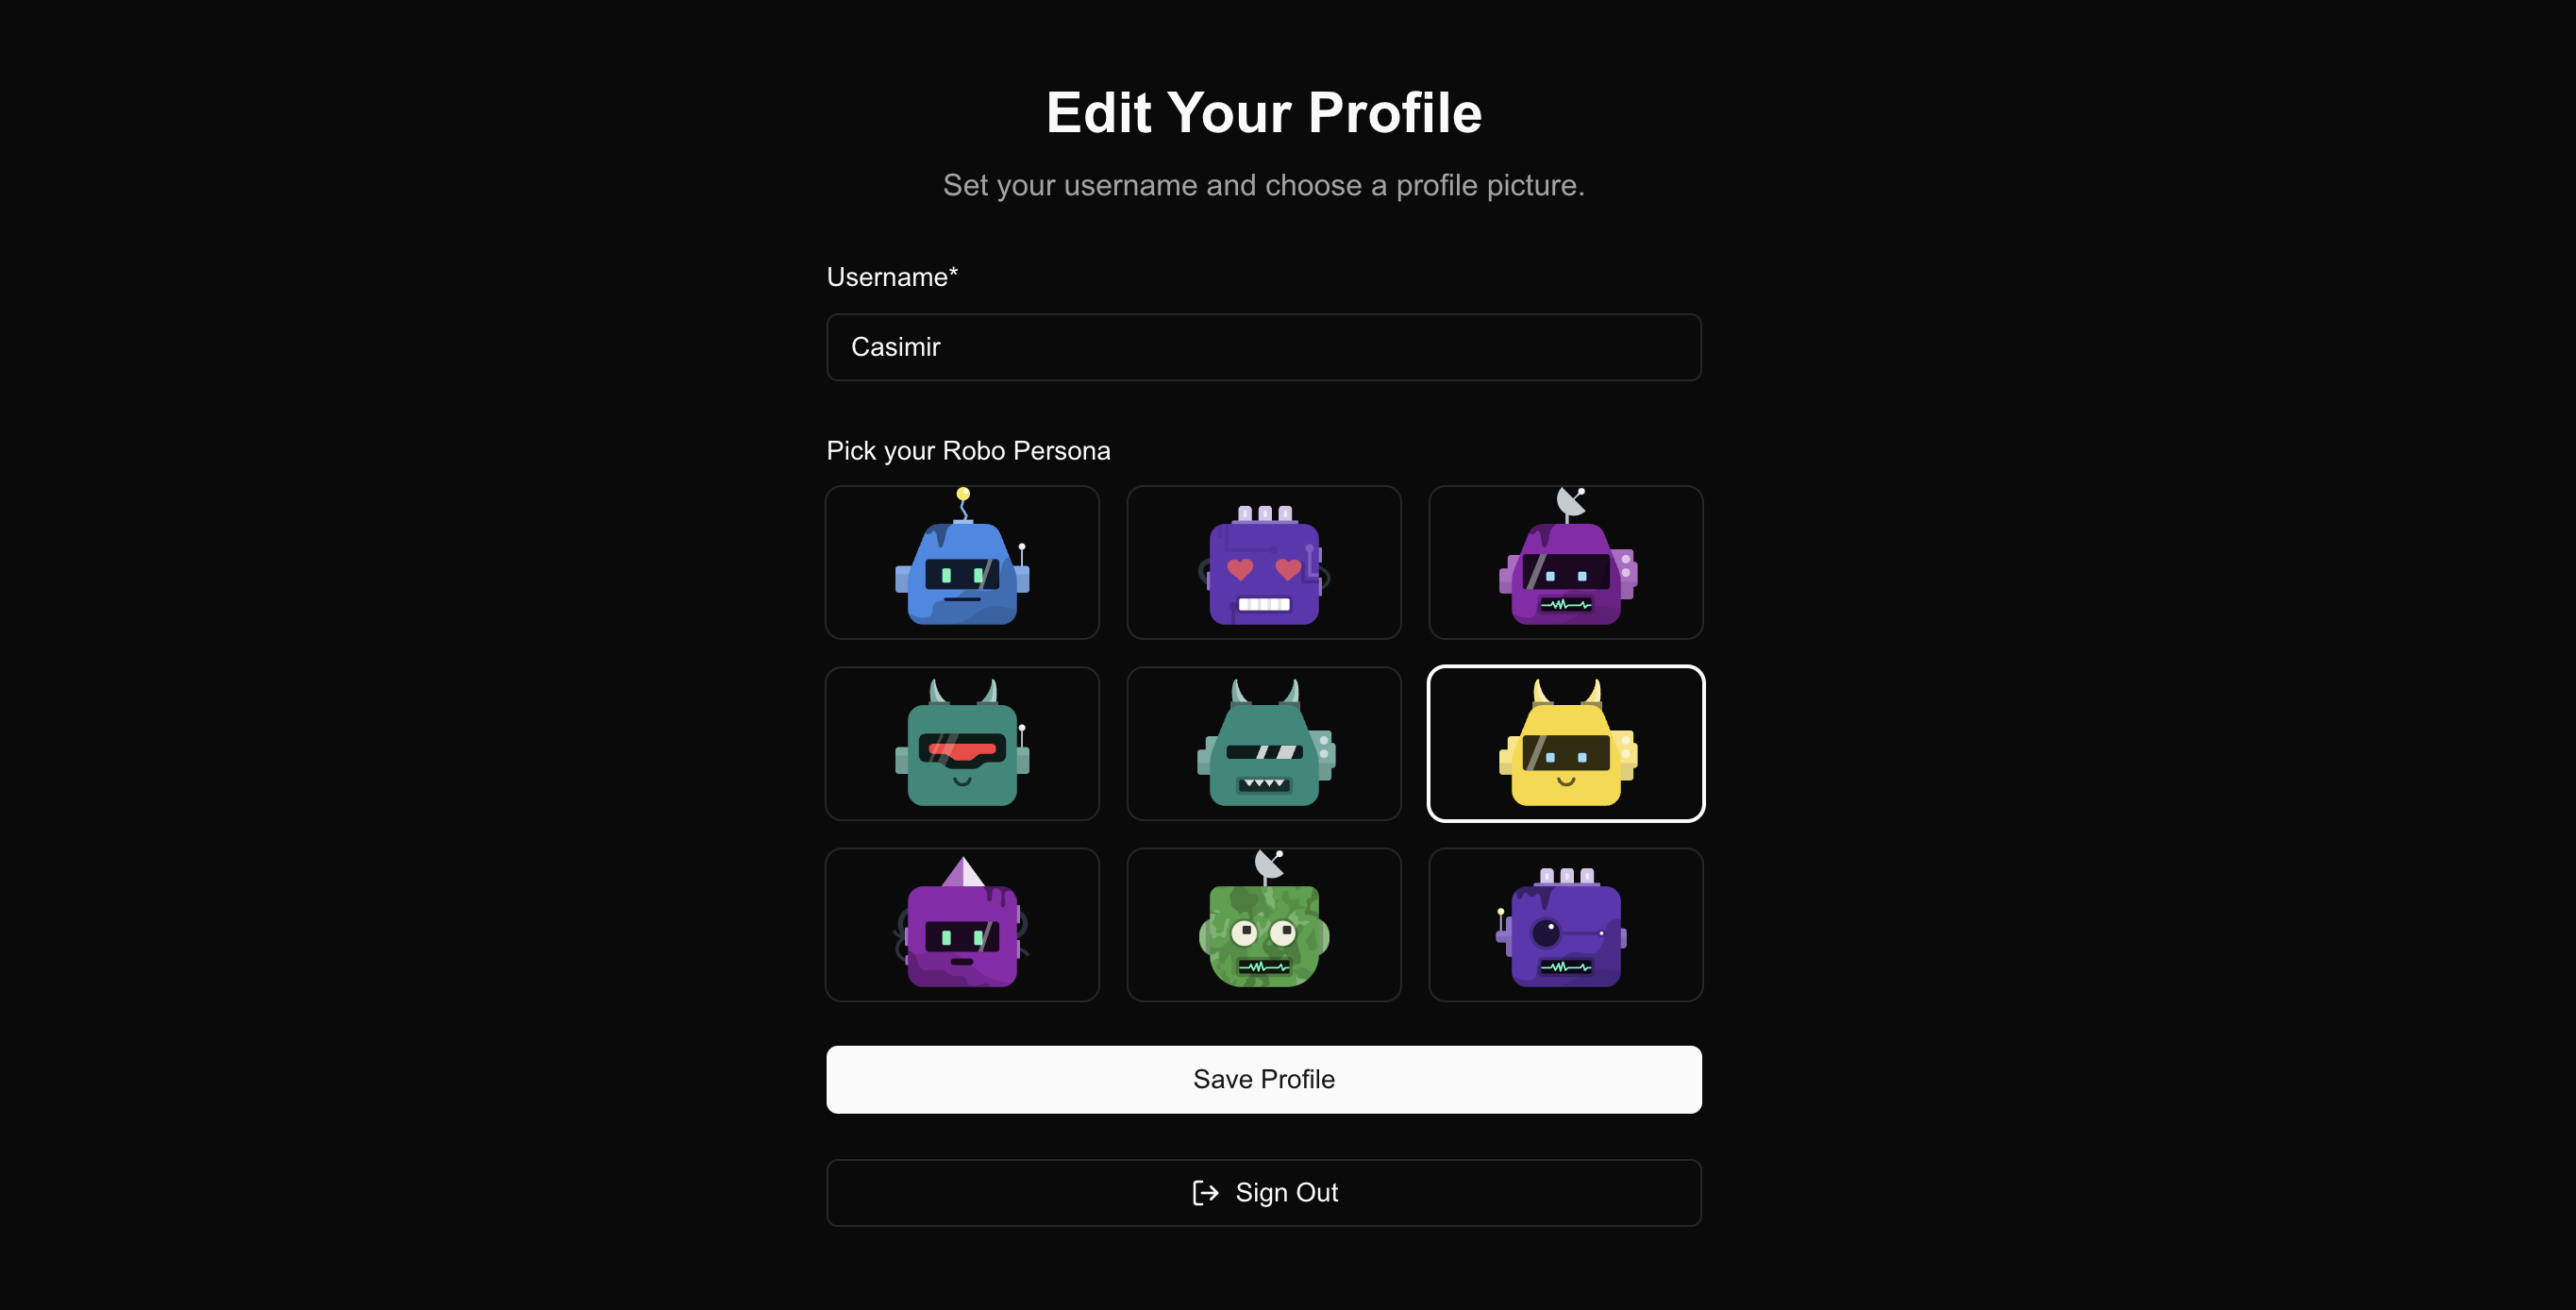 Edit Your Profile
Set your username and choose a profile picture.
Username*
Casimir
Pick your Robo Persona
Save Profile
Sign Out